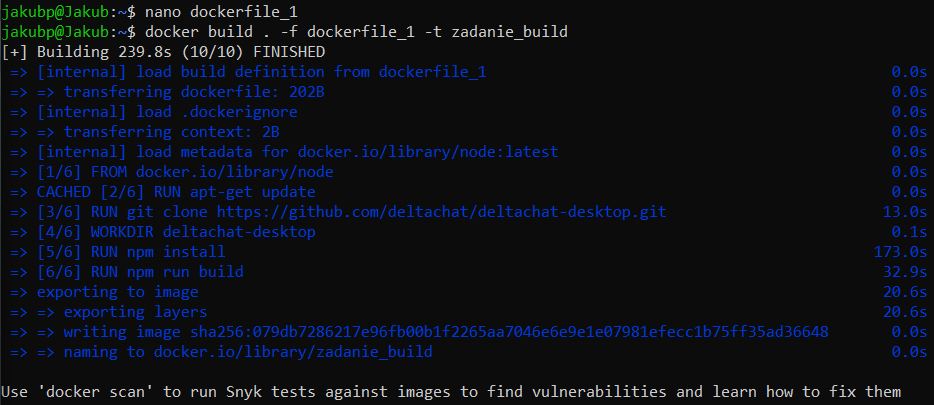 jakubp@Jakub:~$ nano dockerfile_1
jakubp@Jakub:~$ docker build . -f dockerfile_1 -t zadanie_build
[+] Building 239.8s (10/10) FINISHED
=> [internal] load build definition from dockerfile_1 0.0s
=> => transferring dockerfile: 202B 0.0s
=> [internal] load .dockerignore 0.0s
=> => transferring context: 2B 0.0s
=> [internal] load metadata for docker.io/library/node:latest 0.0s
=> [1/6] FROM docker.io/library/node 0.0s
=> CACHED [2/6] RUN apt-get update 0.0s
=> [3/6] RUN git clone https://github.com/deltachat/deltachat-desktop.git 13.0s
=> [4/6] WORKDIR deltachat-desktop 0.1s
=> [5/6] RUN npm install 173.0s
=> [6/6] RUN npm run build 32.9s
=> exporting to image 20.6s
=> => exporting layers 20.6s
=> => writing image sha256:079db7286217e96fb00b1f2265aa7046e6e9e1e07981efecc1b75ff35ad36648 0.0s
=> => naming to docker.io/library/zadanie_build 0.0s
Use 'docker scan' to run Snyk tests against images to find vulnerabilities and learn how to fix them